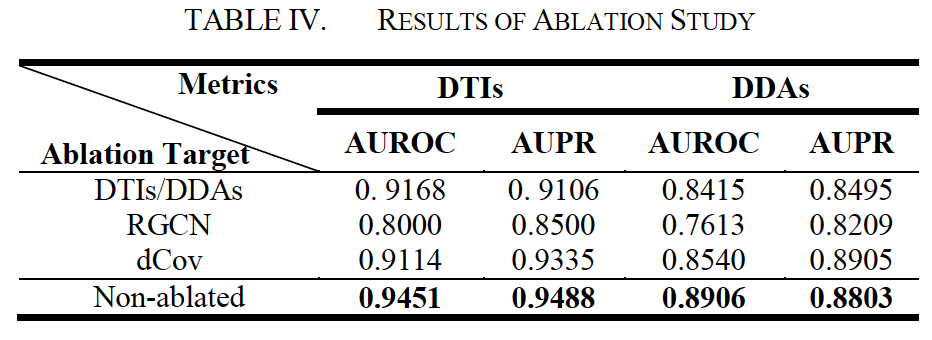 TABLE IV. RESULTS OF ABLATION STUDY
Metrics DTIs DDAs
Ablation Target AUROC AUPR AUROC AUPR
DTIs/DDAs 0. 9168 0. 9106 0.8415 0.8495
RGCN 0.8000 0.8500 0.7613 0.8209
dCov 0.9114 0.9335 0.8540 0.8905
Non-ablated 0.9451 0.9488 0.8906 0.8803